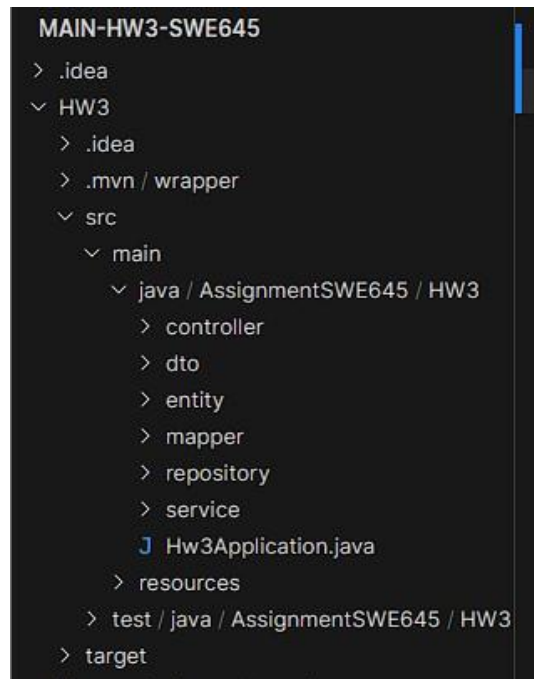 MAIN-HW3-SWE645
> .idea
HW3
> .idea
> .mvn / wrapper
src
main
java / AssignmentSWE645 / HW3
> controller
> dto
> entity
> mapper
> repository
> service
J Hw3Application.java
> resources
> test / java / AssignmentSWE645 / HW3
> target